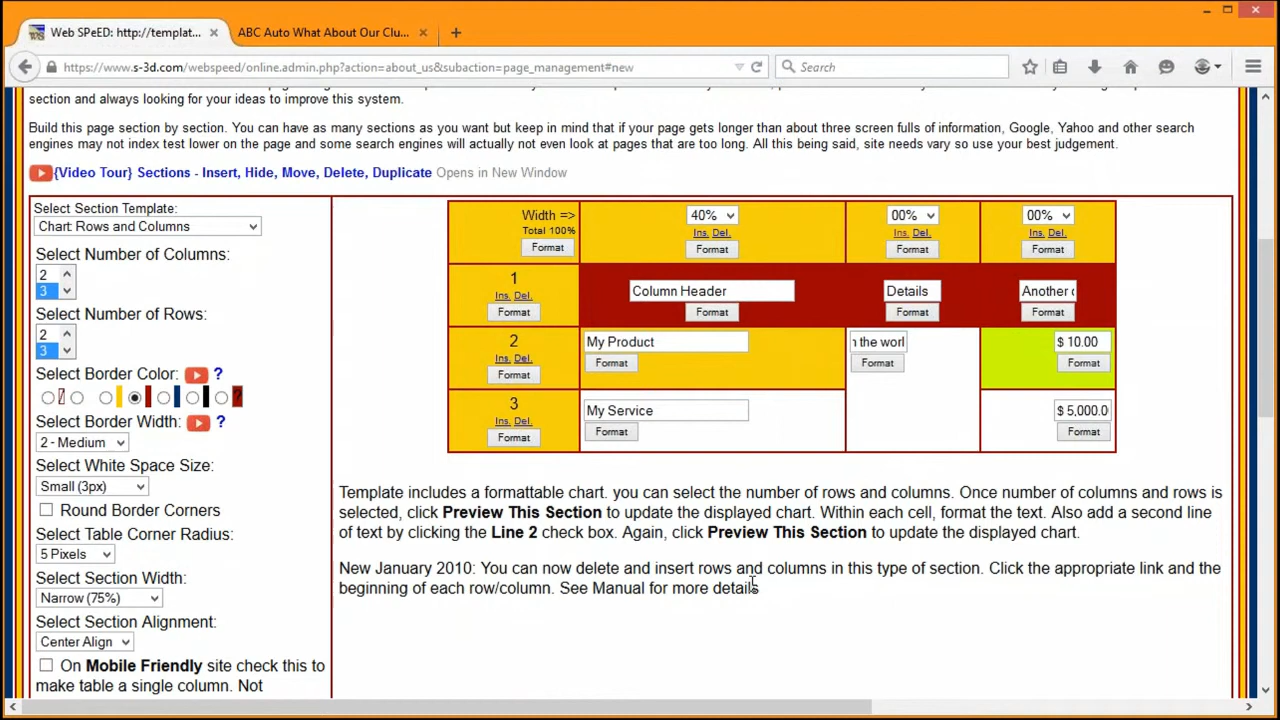 Web SPeED: http://templat...
ABC Auto What About Our Clu...
https://www.s-3d.com/webspeed/online.admin.php?action=about_us&subaction=page_management#new
Search
section and always looking for your ideas to improve this system.
Build this page section by section. You can have as many sections as you want but keep in mind that if your page gets longer than about three screen fulls of information, Google, Yahoo and other search
engines may not index test lower on the page and some search engines will actually not even look at pages that are too long. All this being said, site needs vary so use your best judgement.
{Video Tour} Sections - Insert, Hide, Move, Delete, Duplicate Opens in New Window
Select Section Template:
Chart: Rows and Columns
Select Number of Columns:
2
3
Select Number of Rows:
2
3
Select Border Color: ?
?
Select Border Width: ?
2 - Medium
Select White Space Size:
Small (3px)
Round Border Corners
Select Table Corner Radius:
5 Pixels
Select Section Width:
Narrow (75%)
Select Section Alignment:
Center Align
On Mobile Friendly site check this to
make table a single column. Not
Width => 40% 00% 00%
Total 100% Ins. Del. Ins. Del. Ins. Del.
Format Format Format Format
1
Ins. Del. Column Header Details Another
Format Format Format Format
2 My Product the worl $ 10.00
Ins. Del. Format Format Format
Format
3 My Service $ 5,000.0
Ins. Del. Format Format
Format
Template includes a formattable chart. you can select the number of rows and columns. Once number of columns and rows is
selected, click Preview This Section to update the displayed chart. Within each cell, format the text. Also add a second line
of text by clicking the Line 2 check box. Again, click Preview This Section to update the displayed chart.
New January 2010: You can now delete and insert rows and columns in this type of section. Click the appropriate link and the
beginning of each row/column. See Manual for more details